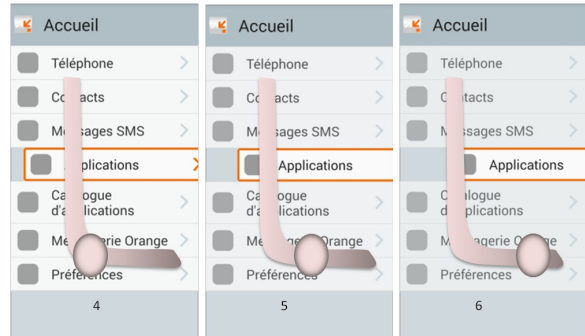 Accueil
Téléphone
Contacts
Messages SMS
Applications
Catalogue
d'applications
Messagerie Orange
Préférences
4
Accueil
Téléphone
Contacts
Messages SMS
Applications
Catalogue
d'applications
Messagerie Orange
Préférences
5
Accueil
Téléphone
Contacts
Messages SMS
Applications
Catalogue
d'applications
Messagerie Orange
Préférences
6